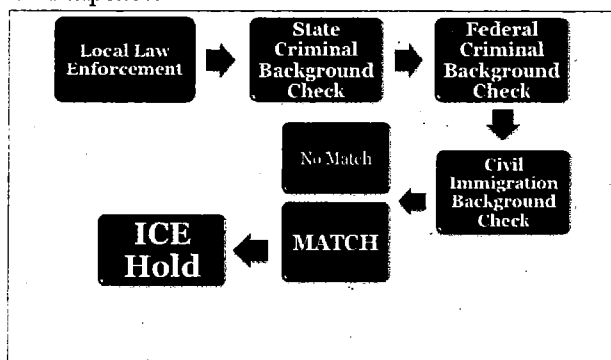 Local Law
Enforcement
State
Criminal
Background
Check
Federal
Criminal
Background
Check
Civil
Immigration
Background
Check
No Match
MATCH
ICE
Hold